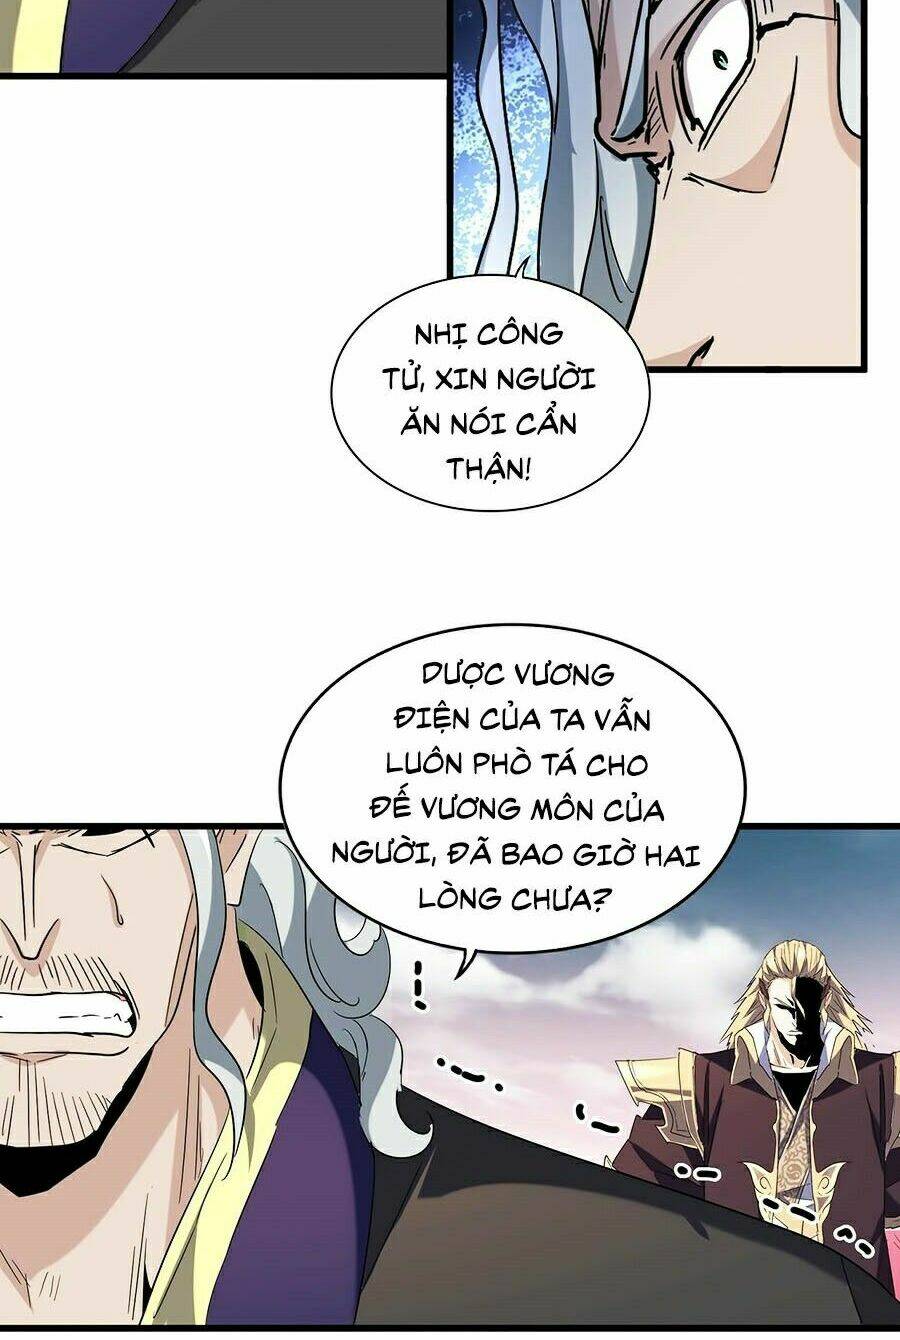 NHỊ CÔNG
TỬ, XIN NGƯỜI
ĂN NÓI CẨN
THẬN!
DƯỢC VƯƠNG
ĐIỆN CỦA TA VẪN
LUÔN PHÒ TÁ CHO
ĐẾ VƯƠNG MÔN CỦA
NGƯỜI, ĐÃ BAO GIỜ HAI
LÒNG CHƯA?